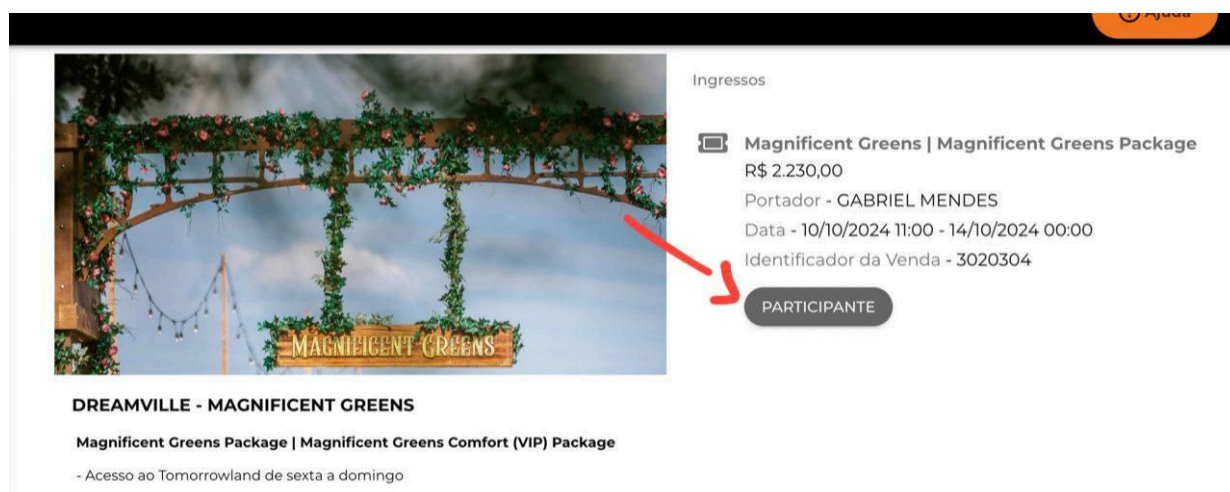 Ajuda
Ingressos
Magnificent Greens | Magnificent Greens Package
R$ 2.230,00
Portador - GABRIEL MENDES
Data - 10/10/2024 11:00 - 14/10/2024 00:00
Identificador da Venda - 3020304
PARTICIPANTE
MAGNIFICENT GREENS
DREAMVILLE - MAGNIFICENT GREENS
Magnificent Greens Package | Magnificent Greens Comfort (VIP) Package
- Acesso ao Tomorrowland de sexta a domingo